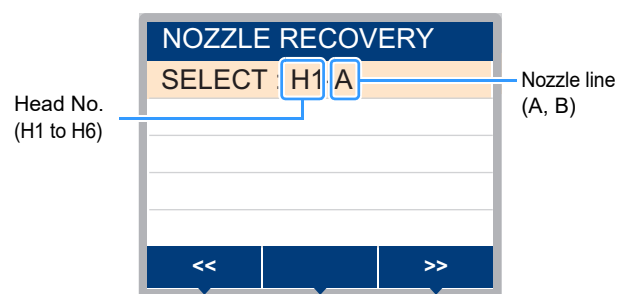 NOZZLE RECOVERY
SELECT : H1 A
Head No.
(H1 to H6)
Nozzle line
(A, B)
<< >>